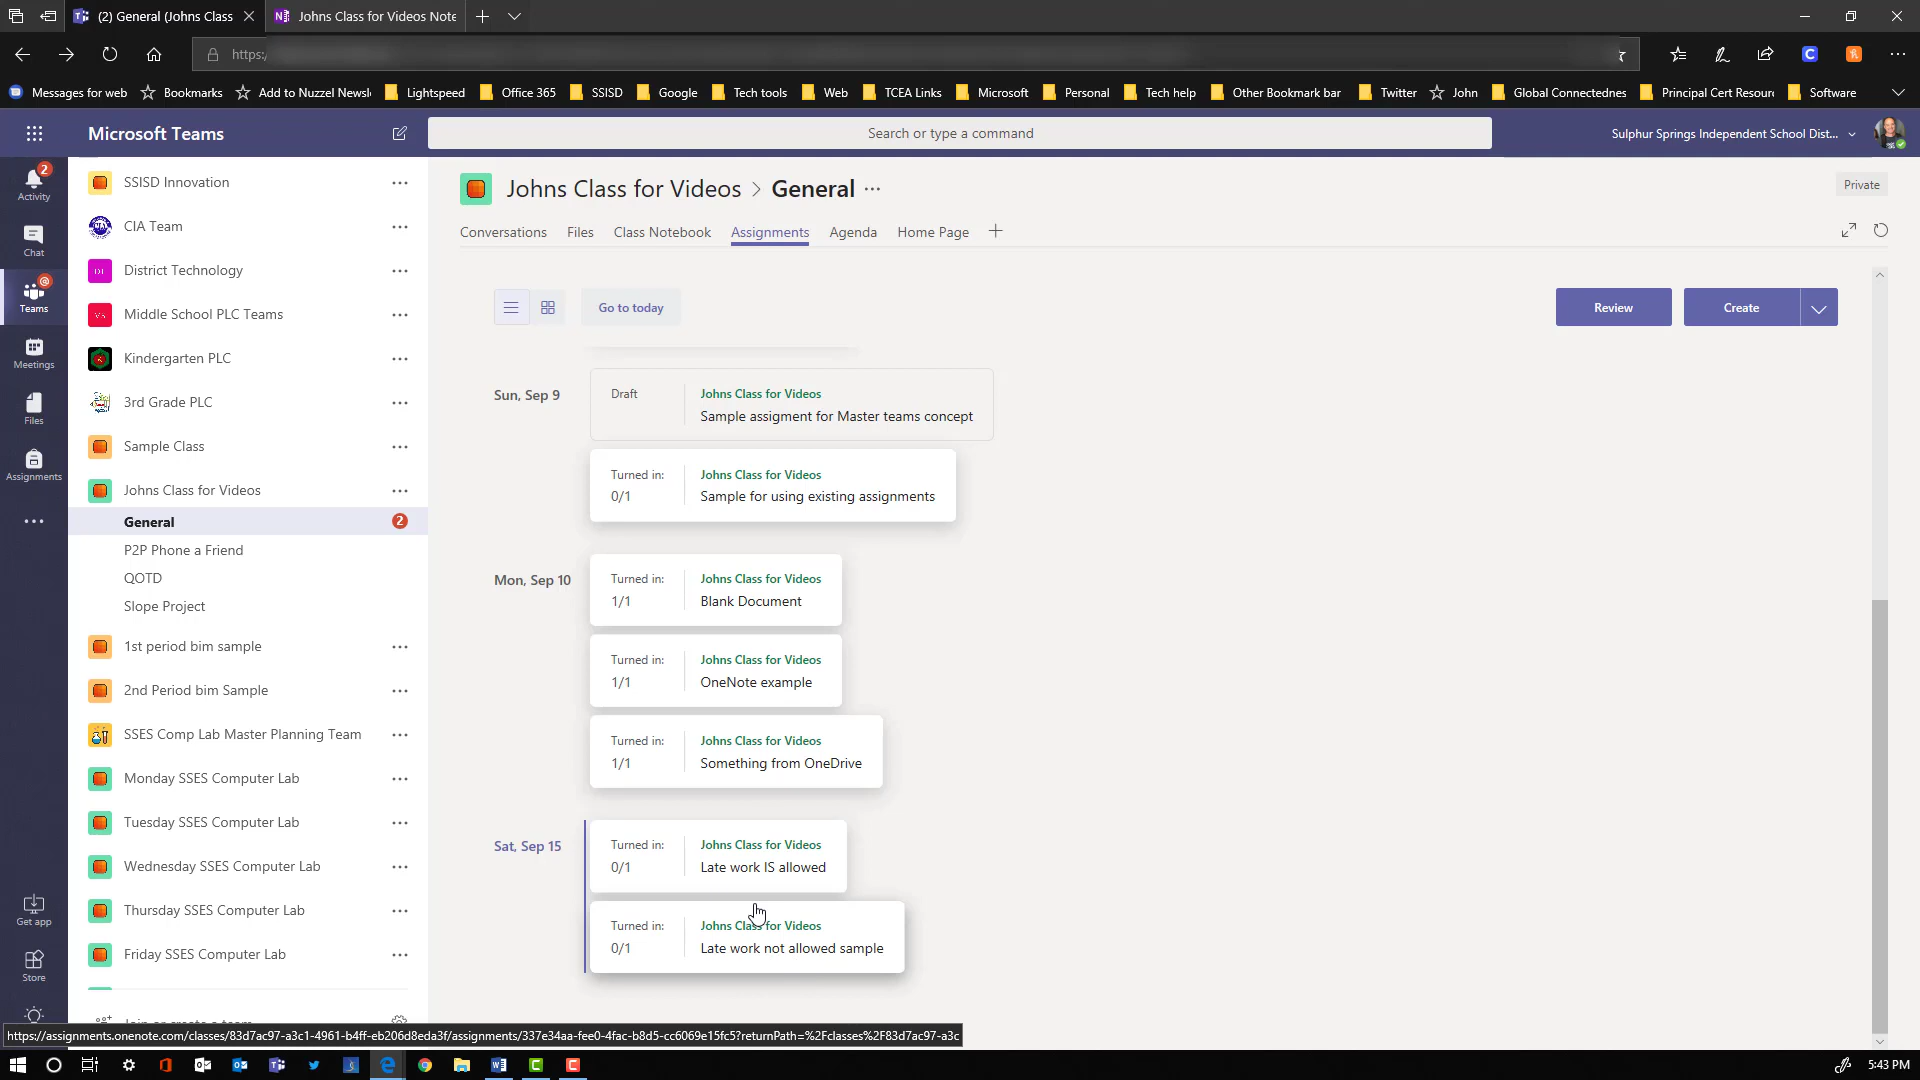 (2) General (Johns Class
Johns Class for Videos Note
https:/
Messages for web
Bookmarks
Add to Nuzzel Newsl
Lightspeed
Office 365
SSISD
Google
Tech tools
Web
TCEA Links
Microsoft
Personal
Tech help
Other Bookmark bar
Twitter
John
Global Connectednes
Principal Cert Resourc
Software
Microsoft Teams
Search or type a command
Sulphur Springs Independent School Dist...
2
Activity
Chat
Teams
Meetings
Files
Assignments
Get app
Store
SSISD Innovation
CIA Team
District Technology
Middle School PLC Teams
Kindergarten PLC
3rd Grade PLC
Sample Class
Johns Class for Videos
General 2
P2P Phone a Friend
QOTD
Slope Project
1st period bim sample
2nd Period bim Sample
SSES Comp Lab Master Planning Team
Monday SSES Computer Lab
Tuesday SSES Computer Lab
Wednesday SSES Computer Lab
Thursday SSES Computer Lab
Friday SSES Computer Lab
Johns Class for Videos > General ...
Private
Conversations Files Class Notebook Assignments Agenda Home Page
Go to today
Review
Create
Sun, Sep 9
Draft
Johns Class for Videos
Sample assigment for Master teams concept
Turned in:
0/1
Johns Class for Videos
Sample for using existing assignments
Mon, Sep 10
Turned in:
1/1
Johns Class for Videos
Blank Document
Turned in:
1/1
Johns Class for Videos
OneNote example
Turned in:
1/1
Johns Class for Videos
Something from OneDrive
Sat, Sep 15
Turned in:
0/1
Johns Class for Videos
Late work IS allowed
Turned in:
0/1
Johns Class for Videos
Late work not allowed sample
https://assignments.onenote.com/classes/83d7ac97-a3c1-4961-b4ff-eb206d8eda3f/assignments/337e34aa-fee0-4fac-b8d5-cc6069e15fc5?returnPath=%2Fclasses%2F83d7ac97-a3c
5:43 PM